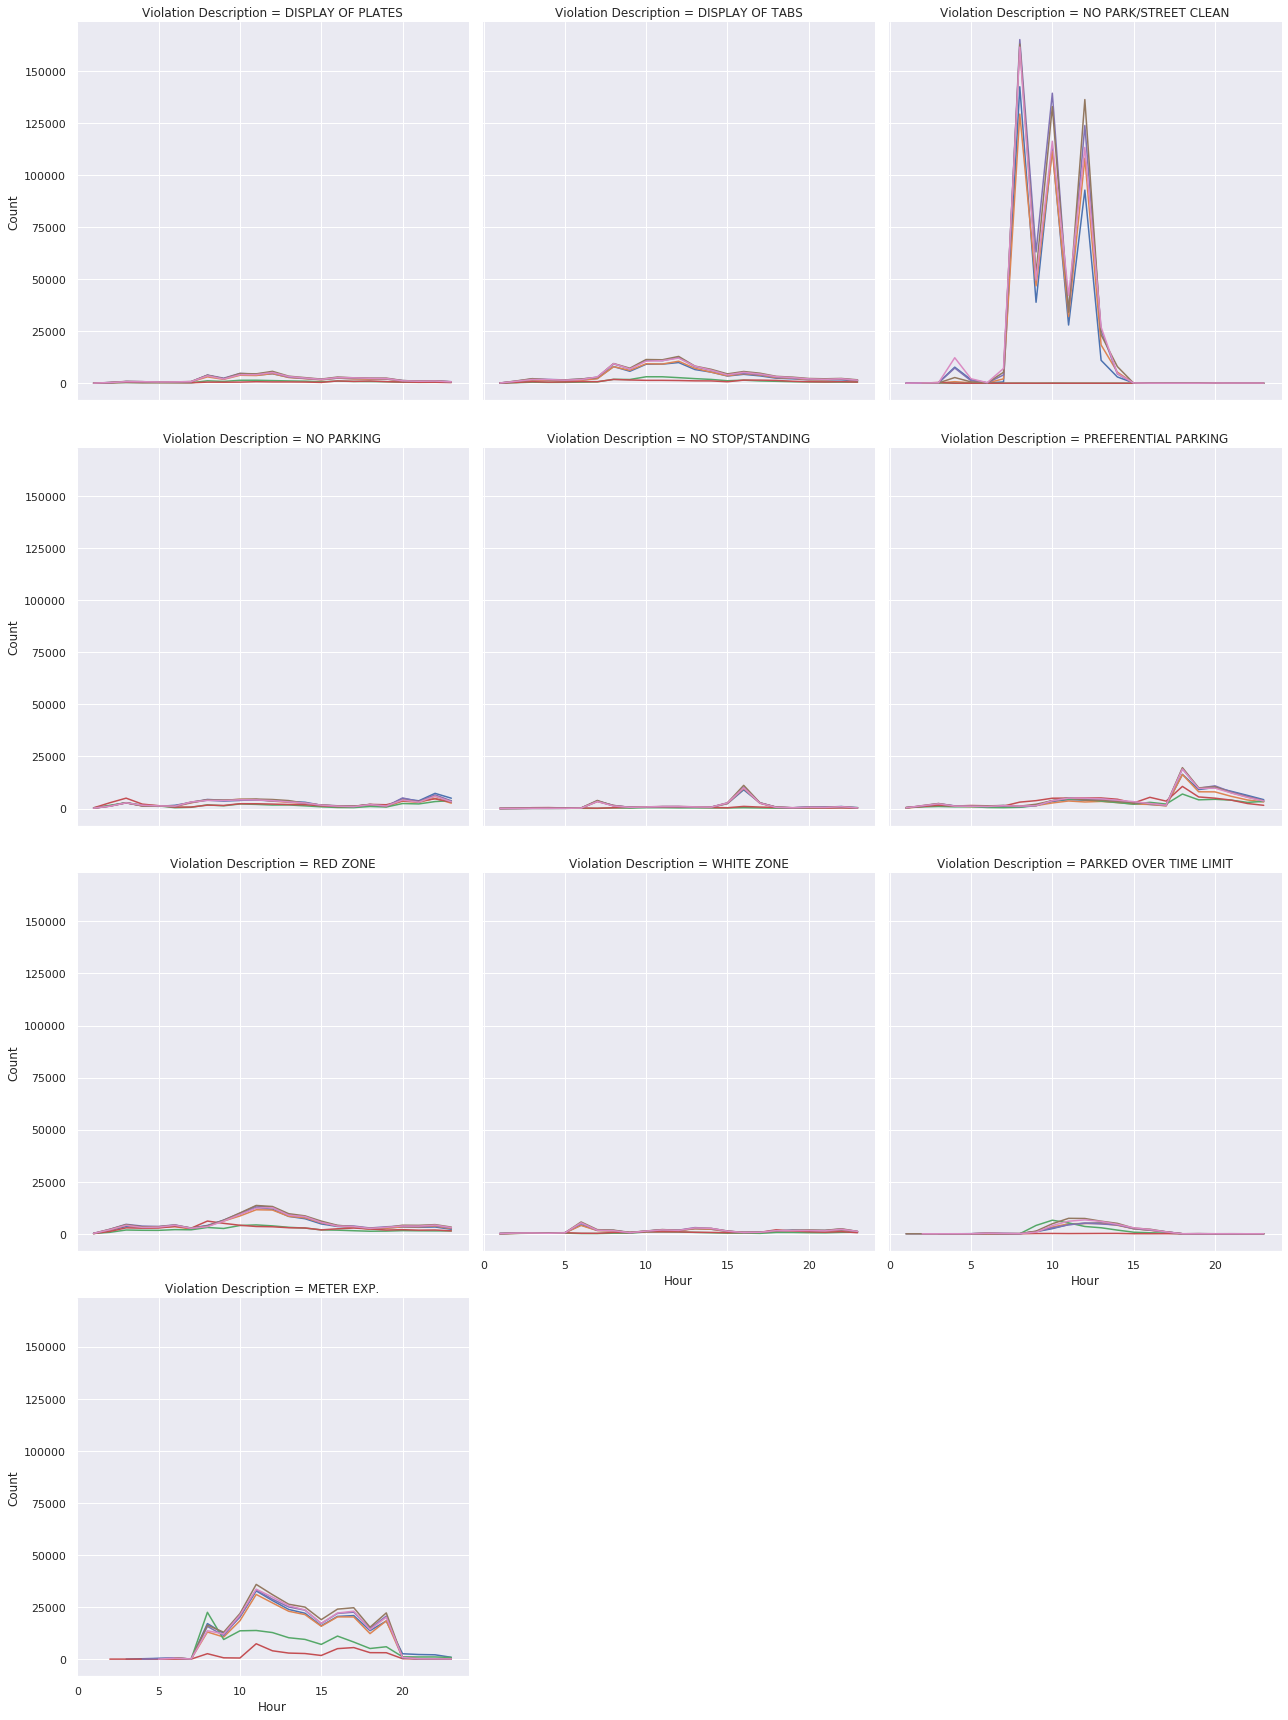 Violation Description = DISPLAY OF PLATES
Violation Description = DISPLAY OF TABS
Violation Description = NO PARK/STREET CLEAN
150000
125000
100000
75000
50000
25000
0
Count
Violation Description = NO PARKING
Violation Description = NO STOP/STANDING
Violation Description = PREFERENTIAL PARKING
150000
125000
100000
75000
50000
25000
0
Count
Violation Description = RED ZONE
Violation Description = WHITE ZONE
Violation Description = PARKED OVER TIME LIMIT
150000
125000
100000
75000
50000
25000
0
Count
0 5 10 15 20
Hour
5 10 15 20
Hour
Violation Description = METER EXP.
150000
125000
100000
75000
50000
25000
0
Count
0 5 10 15 20
Hour